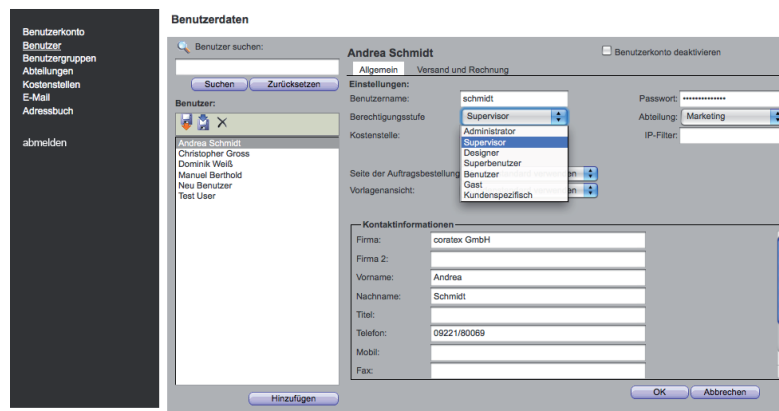 Benutzerdaten
Benutzerkonto
Benutzer
Benutzergruppen
Abteilungen
Kostenstellen
E-Mail
Adressbuch
abmelden
Benutzer suchen:
Suchen Zurücksetzen
Benutzer:
Andrea Schmidt
Christopher Gross
Dominik Weiß
Manuel Berthold
Neu Benutzer
Test User
Hinzufügen
Andrea Schmidt
Benutzerkonto deaktivieren
Allgemein Versand und Rechnung
Einstellungen:
Benutzername: schmidt Passwort: ••••••••••••••
Berechtigungsstufe Supervisor Abteilung: Marketing
Kostenstelle: IP-Filter:
Administrator
Supervisor
Designer
Superbenutzer
Benutzer
Gast
Kundenspezifisch
Seite der Auftragsbestellung
Vorlagenansicht:
Kontaktinformationen
Firma: coratex GmbH
Firma 2:
Vorname: Andrea
Nachname: Schmidt
Titel:
Telefon: 09221/80069
Mobil:
Fax:
OK Abbrechen